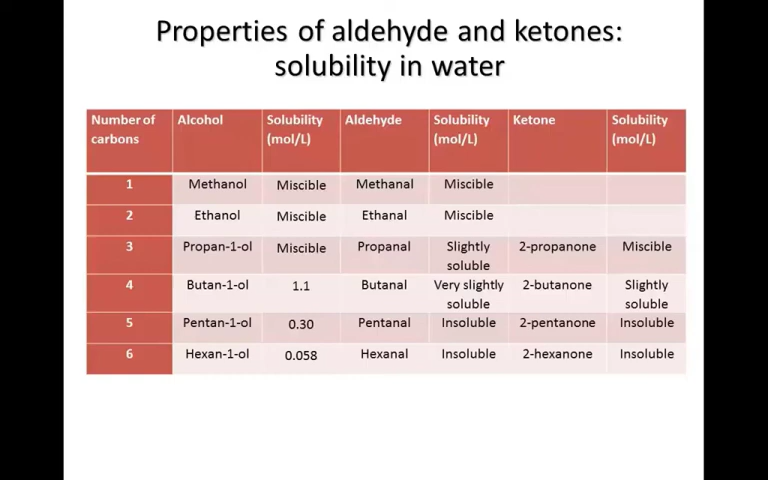 Properties of aldehyde and ketones:
solubility in water
Number of carbons Alcohol Solubility (mol/L) Aldehyde Solubility (mol/L) Ketone Solubility (mol/L)
1 Methanol Miscible Methanal Miscible
2 Ethanol Miscible Ethanal Miscible
3 Propan-1-ol Miscible Propanal Slightly soluble 2-propanone Miscible
4 Butan-1-ol 1.1 Butanal Very slightly soluble 2-butanone Slightly soluble
5 Pentan-1-ol 0.30 Pentanal Insoluble 2-pentanone Insoluble
6 Hexan-1-ol 0.058 Hexanal Insoluble 2-hexanone Insoluble